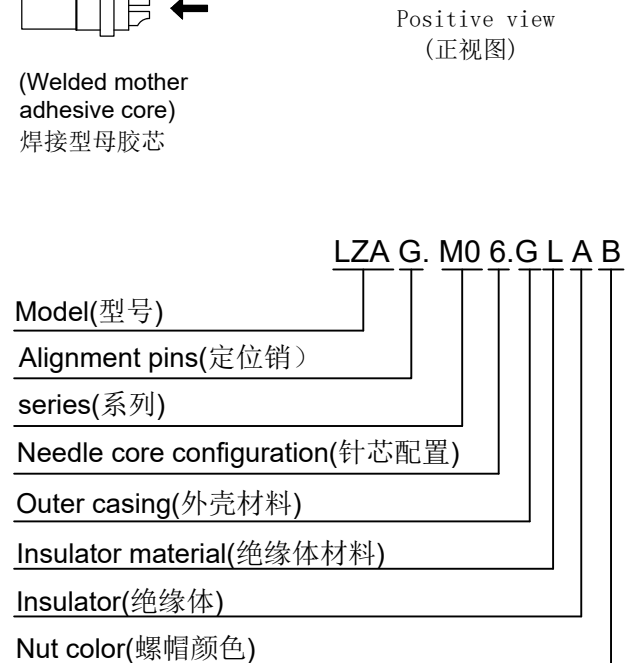 Positive view
(正视图)
(Welded mother
adhesive core)
焊接型母胶芯
LZA G. M0 6.G L A B
Model(型号)
Alignment pins(定位销）
series(系列)
Needle core configuration(针芯配置)
Outer casing(外壳材料)
Insulator material(绝缘体材料)
Insulator(绝缘体)
Nut color(螺帽颜色)